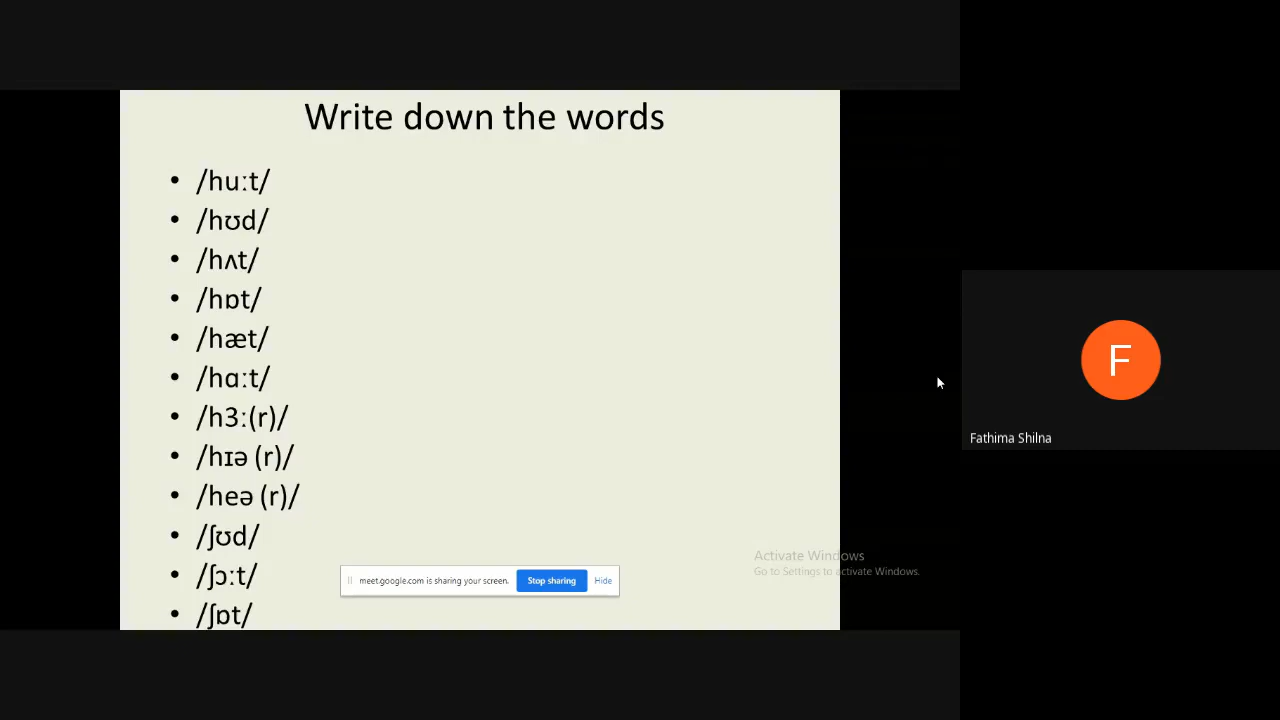 Write down the words
• /huːt/
• /hʊd/
• /hʌt/
• /hɒt/
• /hæt/
• /hɑːt/
• /h3ː(r)/
• /hɪə (r)/
• /heə (r)/
• /ʃʊd/
• /ʃɔːt/
• /ʃɒt/
meet.google.com is sharing your screen. Stop sharing Hide
Activate Windows
Go to Settings to activate Windows.
F
Fathima Shilna